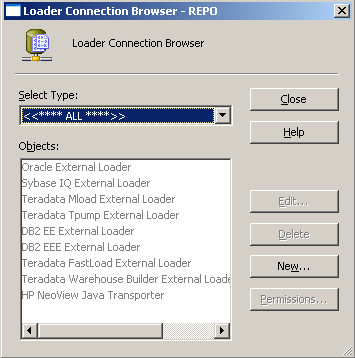 Loader Connection Browser - REPO
Loader Connection Browser
Select Type:
<<**** ALL ****>>
Close
Help
Objects:
Oracle External Loader
Sybase IQ External Loader
Teradata Mload External Loader
Teradata Tpump External Loader
DB2 EE External Loader
DB2 EEE External Loader
Teradata FastLoad External Loader
Teradata Warehouse Builder External Loade
HP NeoView Java Transporter
Edit...
Delete
New...
Permissions...